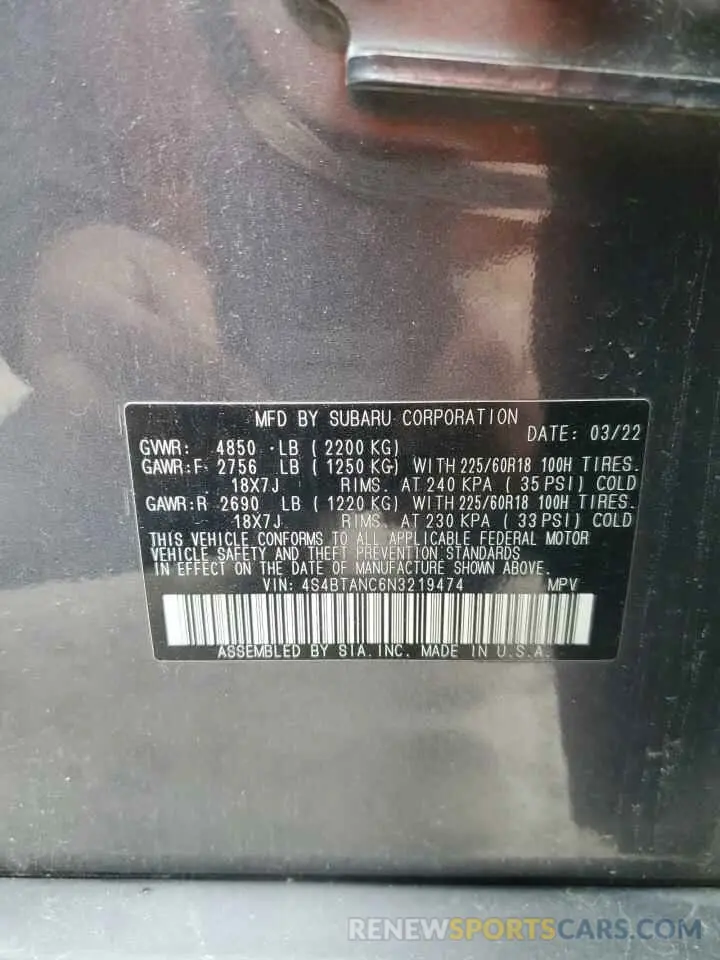 MFD BY SUBARU CORPORATION
DATE: 03/22
GVWR: 4850 LB (2200 KG)
GAWR:F 2756 LB (1250 KG) WITH 225/60R18 100H TIRES.
18X7J RIMS. AT 240 KPA (35 PSI) COLD
GAWR:R 2690 LB (1220 KG) WITH 225/60R18 100H TIRES.
18X7J RIMS. AT 230 KPA (33 PSI) COLD
THIS VEHICLE CONFORMS TO ALL APPLICABLE FEDERAL MOTOR
VEHICLE SAFETY AND THEFT PREVENTION STANDARDS
IN EFFECT ON THE DATE OF MANUFACTURE SHOWN ABOVE.
VIN: 4S4BTANC6N3219474 MPV
ASSEMBLED BY SIA.INC. MADE IN U.S.A.
RENEWSPORTSCARS.COM